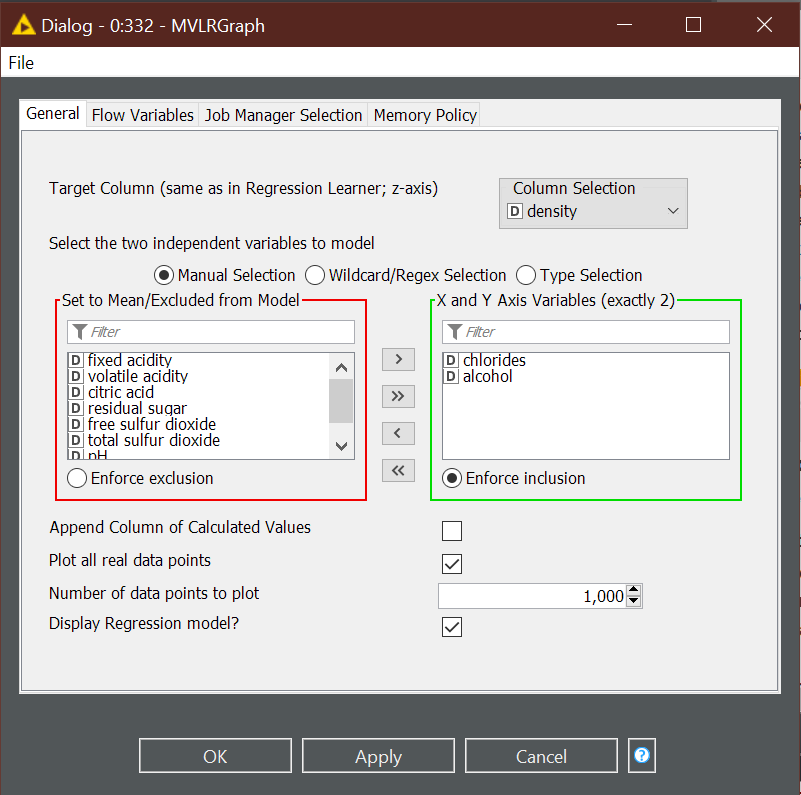 Dialog - 0:332 - MVLRGraph
File
General Flow Variables Job Manager Selection Memory Policy
Target Column (same as in Regression Learner; z-axis)
Column Selection
D density
Select the two independent variables to model
Manual Selection Wildcard/Regex Selection Type Selection
Set to Mean/Excluded from Model
Filter
D fixed acidity
D volatile acidity
D citric acid
D residual sugar
D free sulfur dioxide
D total sulfur dioxide
D pH
Enforce exclusion
>
>>
<
<<
X and Y Axis Variables (exactly 2)
Filter
D chlorides
D alcohol
Enforce inclusion
Append Column of Calculated Values
Plot all real data points
Number of data points to plot 1,000
Display Regression model?
OK Apply Cancel ?